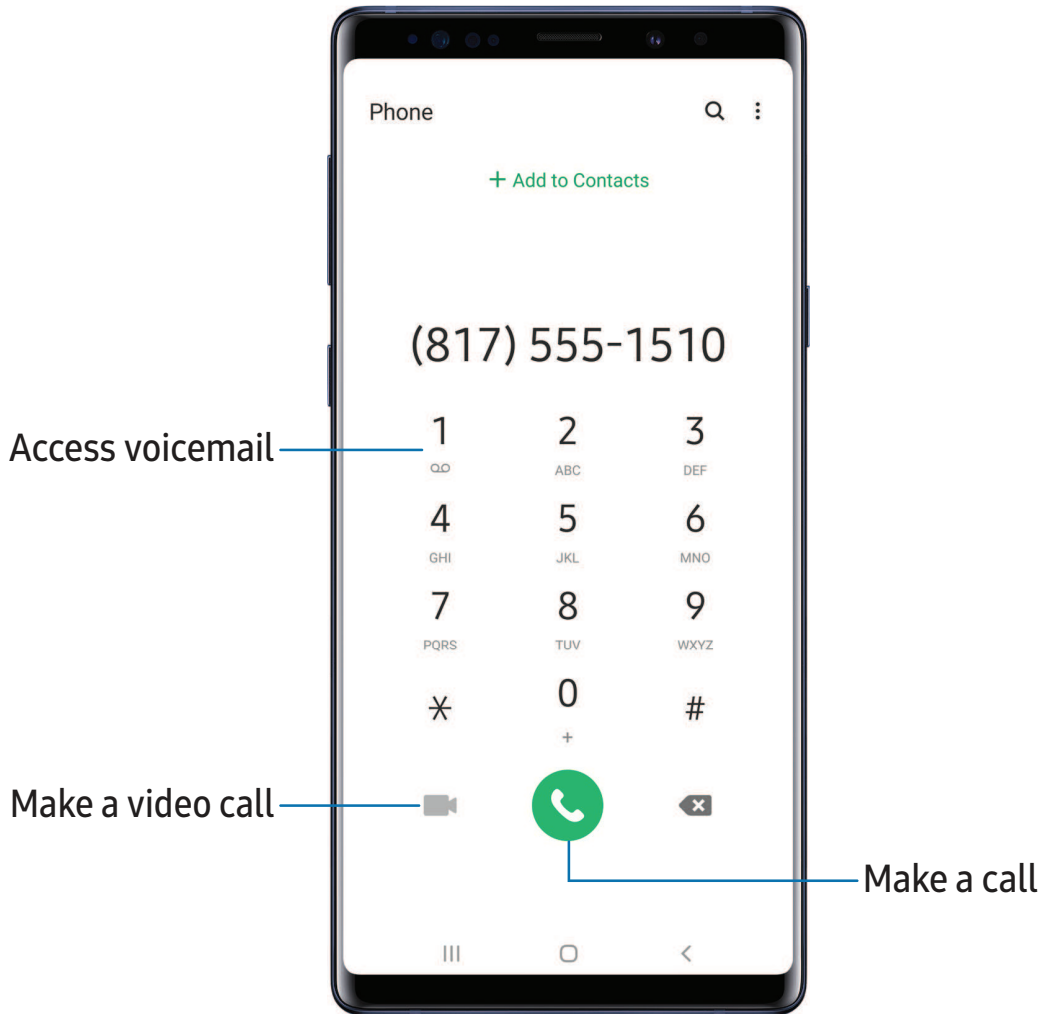 Phone
+ Add to Contacts
(817) 555-1510
Access voicemail
1 2 3
ABC DEF
4 5 6
GHI JKL MNO
7 8 9
PQRS TUV WXYZ
* 0 #
+
Make a video call
Make a call